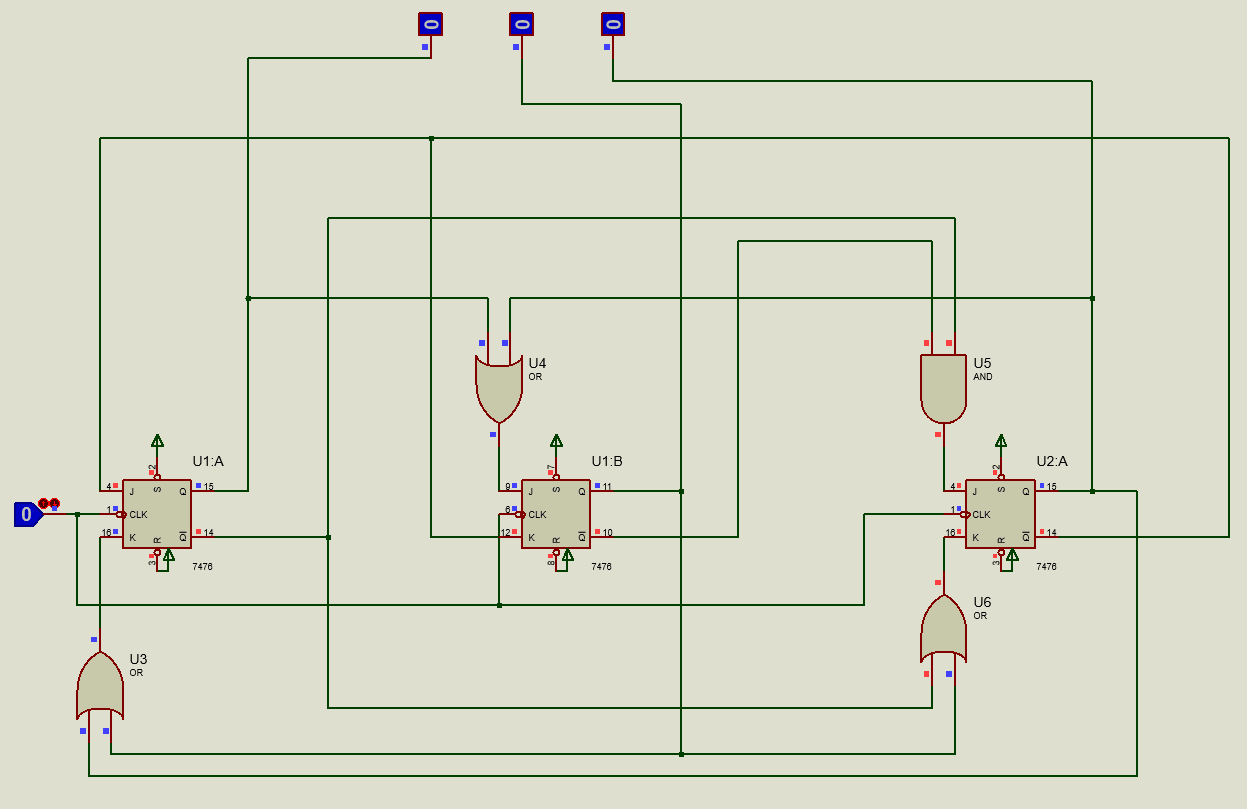 0 0 0
U4
OR
U5
AND
U1:A
4 J Q 15
1 CLK
16 K Q 14
S 2
R 3
7476
U1:B
9 J Q 11
6 CLK
12 K Q 10
S 7
R 8
7476
U2:A
4 J Q 15
1 CLK
16 K Q 14
S 2
R 3
7476
0
U3
OR
U6
OR